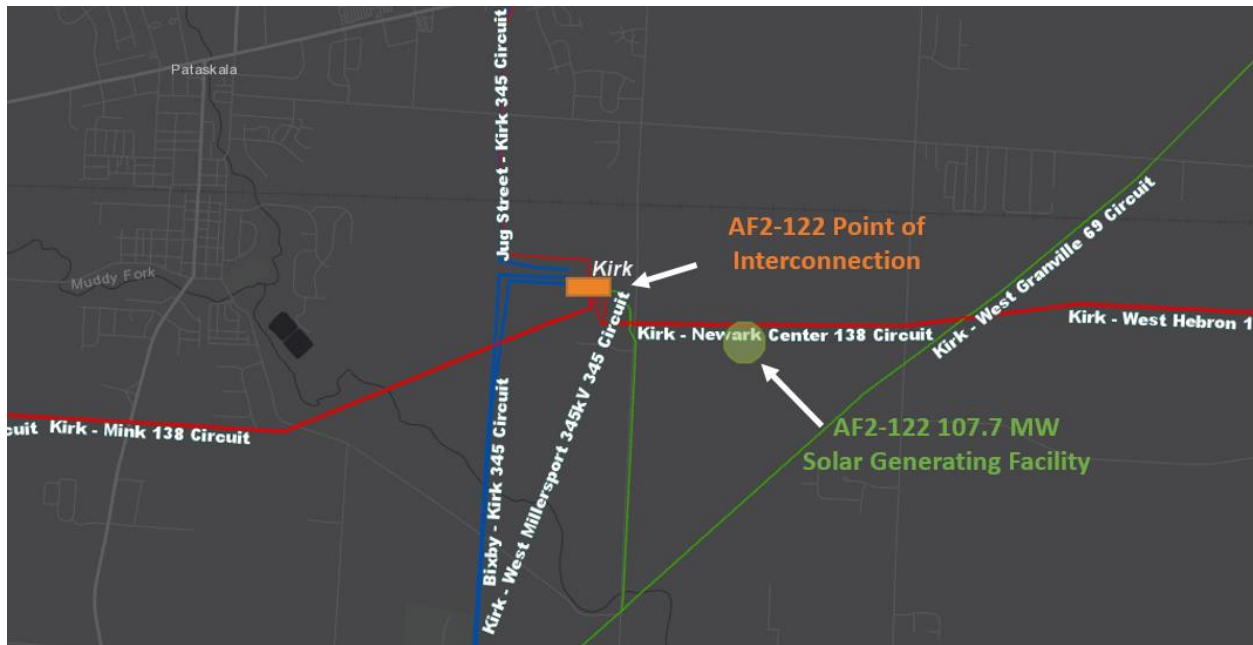 Pataskala
Jug Street - Kirk 345 Circuit
AF2-122 Point of
Interconnection
Kirk
Muddy Fork
Kirk - West Granville 69 Circuit
Kirk - West Hebron 1
Kirk - Newark Center 138 Circuit
cuit Kirk - Mink 138 Circuit
Bixby - Kirk 345 Circuit
Kirk - West Millersport 345kV 345 Circuit
AF2-122 107.7 MW
Solar Generating Facility